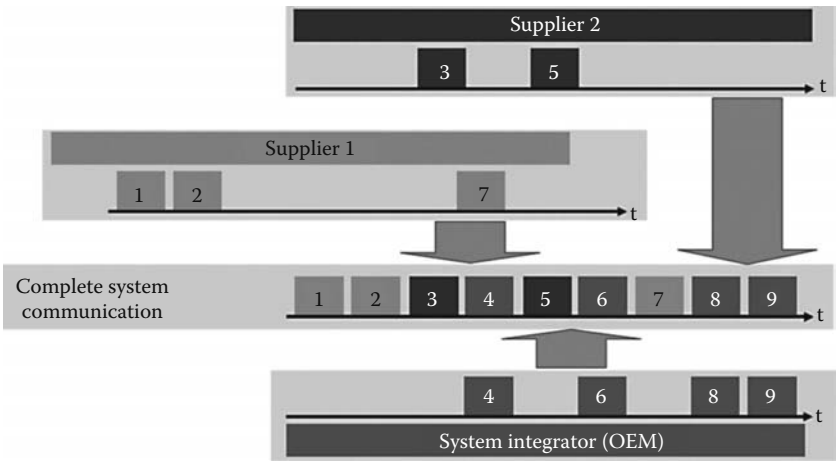 Supplier 2
3 5
t
Supplier 1
1 2 7
t
Complete system
communication
1 2 3 4 5 6 7 8 9
t
4 6 8 9
t
System integrator (OEM)